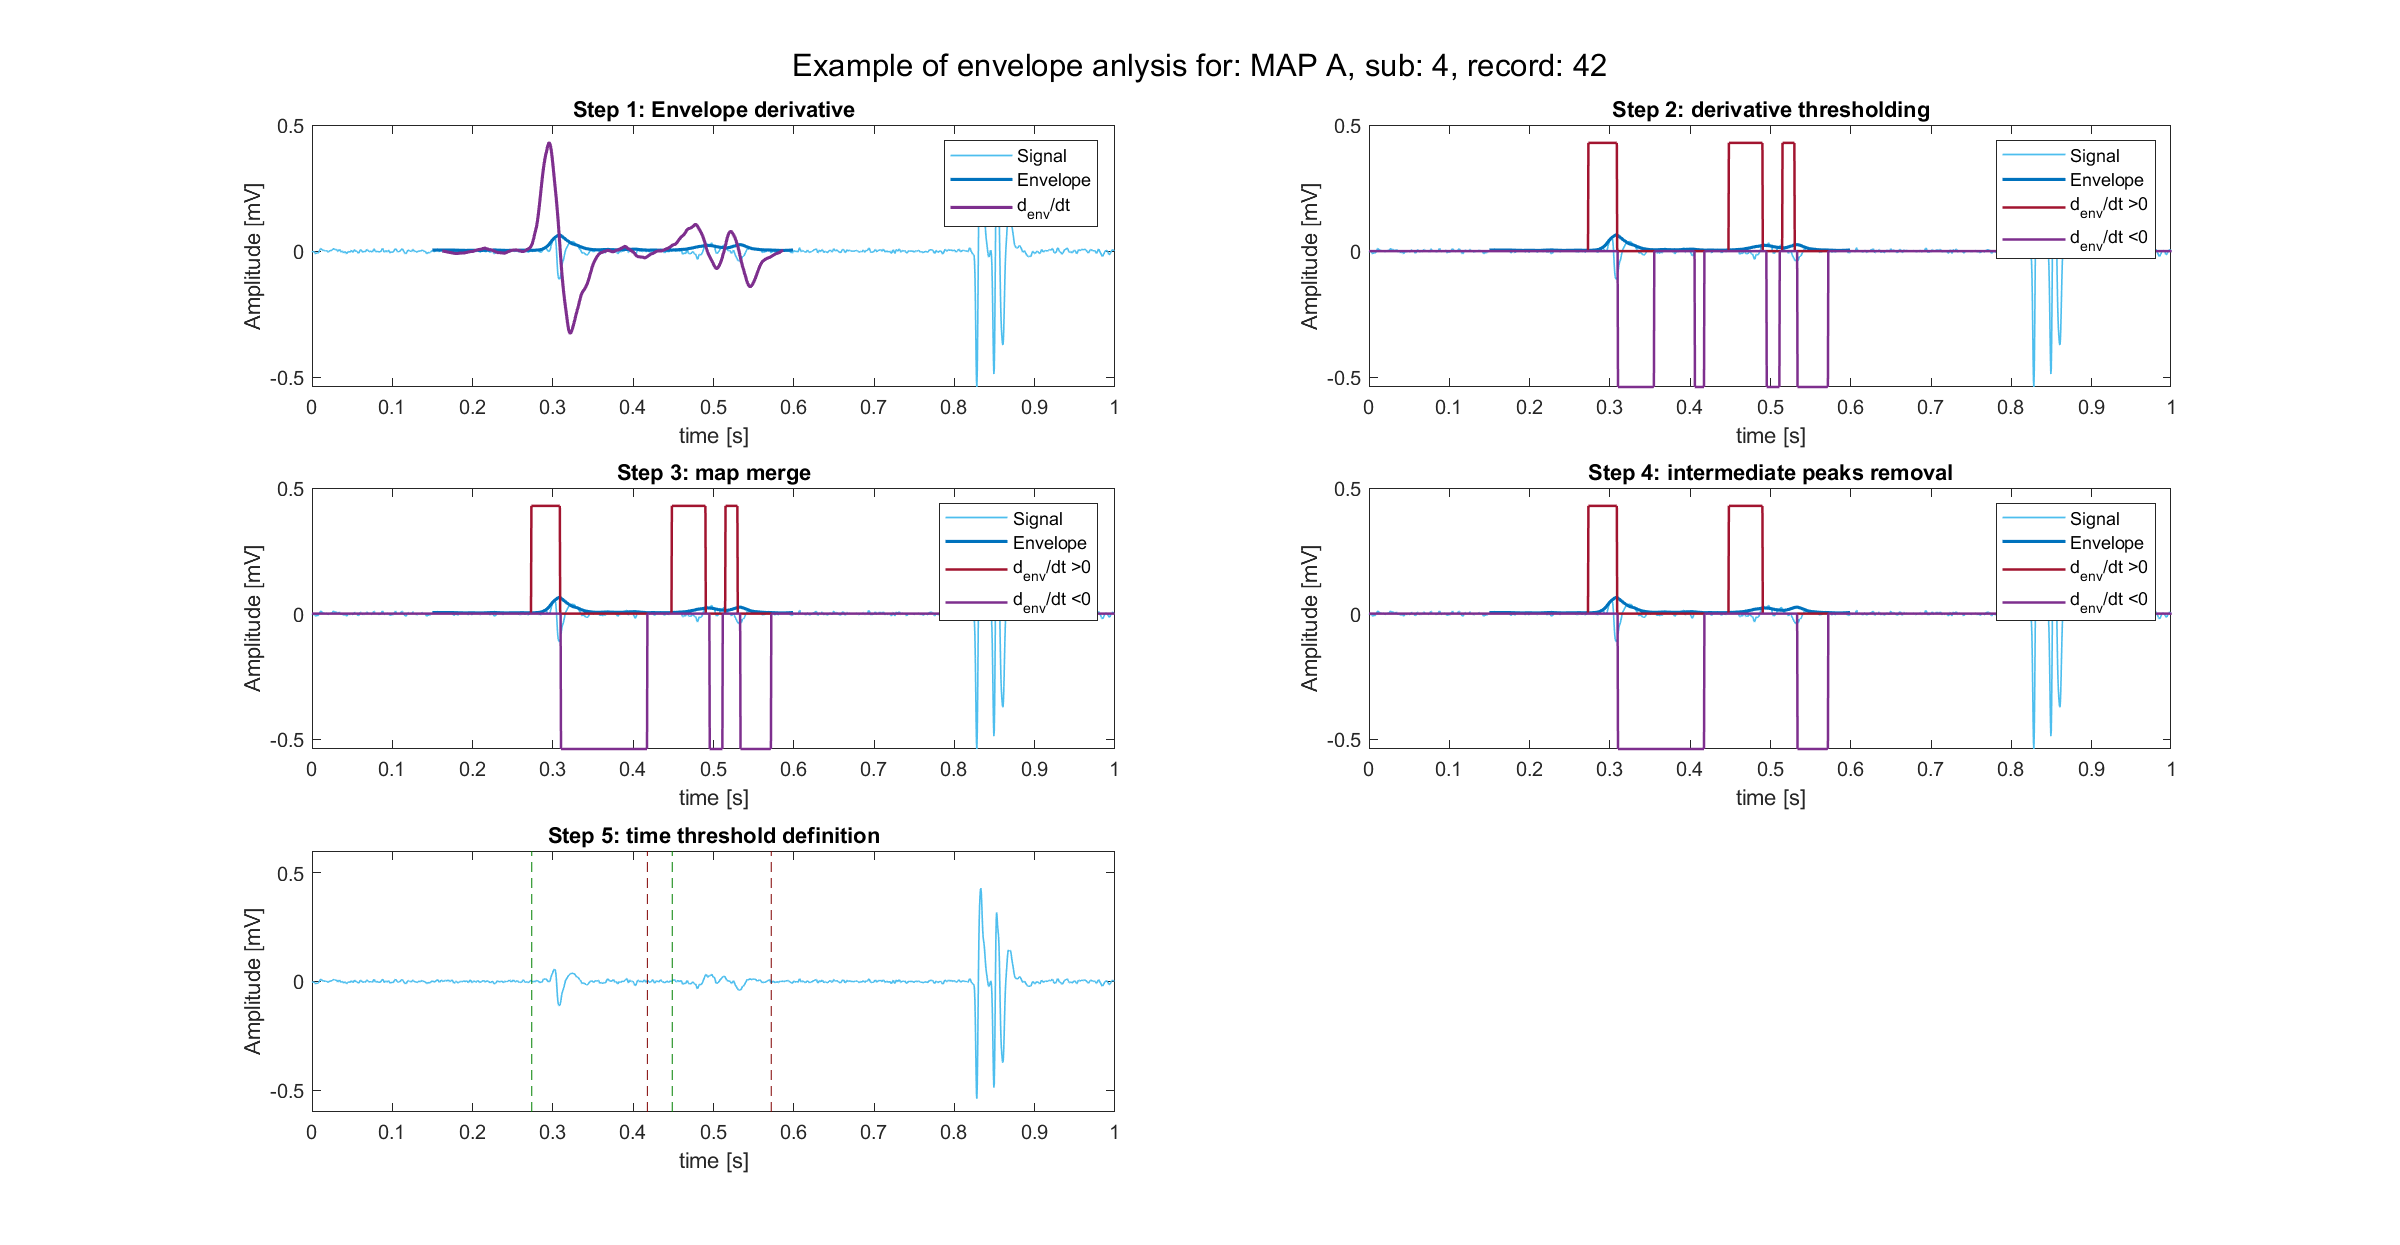 Example of envelope anlysis for: MAP A, sub: 4, record: 42
Step 1: Envelope derivative
0.5
0
-0.5
Amplitude [mV]
0 0.1 0.2 0.3 0.4 0.5 0.6 0.7 0.8 0.9 1
time [s]
Signal
Envelope
d_env/dt
Step 2: derivative thresholding
0.5
0
-0.5
Amplitude [mV]
0 0.1 0.2 0.3 0.4 0.5 0.6 0.7 0.8 0.9 1
time [s]
Signal
Envelope
d_env/dt >0
d_env/dt <0
Step 3: map merge
0.5
0
-0.5
Amplitude [mV]
0 0.1 0.2 0.3 0.4 0.5 0.6 0.7 0.8 0.9 1
time [s]
Signal
Envelope
d_env/dt >0
d_env/dt <0
Step 4: intermediate peaks removal
0.5
0
-0.5
Amplitude [mV]
0 0.1 0.2 0.3 0.4 0.5 0.6 0.7 0.8 0.9 1
time [s]
Signal
Envelope
d_env/dt >0
d_env/dt <0
Step 5: time threshold definition
0.5
0
-0.5
Amplitude [mV]
0 0.1 0.2 0.3 0.4 0.5 0.6 0.7 0.8 0.9 1
time [s]